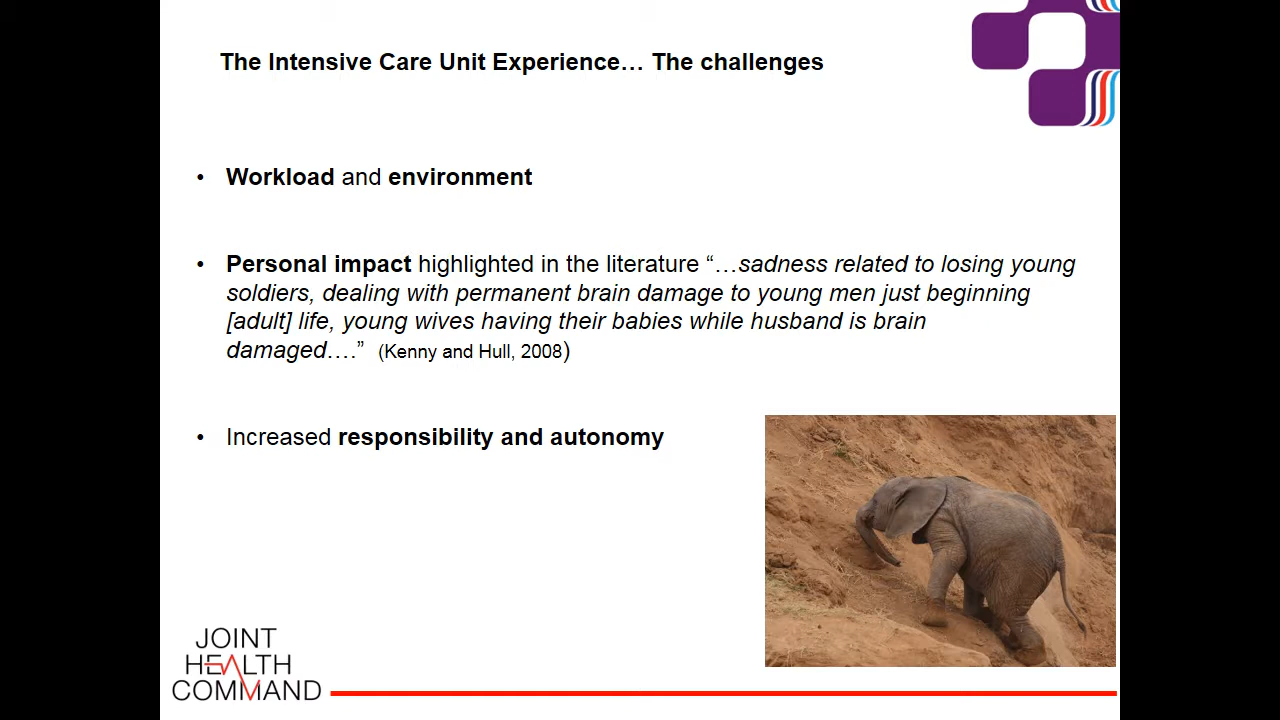 The Intensive Care Unit Experience… The challenges
• Workload and environment
• Personal impact highlighted in the literature “…sadness related to losing young
soldiers, dealing with permanent brain damage to young men just beginning
[adult] life, young wives having their babies while husband is brain
damaged….” (Kenny and Hull, 2008)
• Increased responsibility and autonomy
JOINT
HEALTH
COMMAND